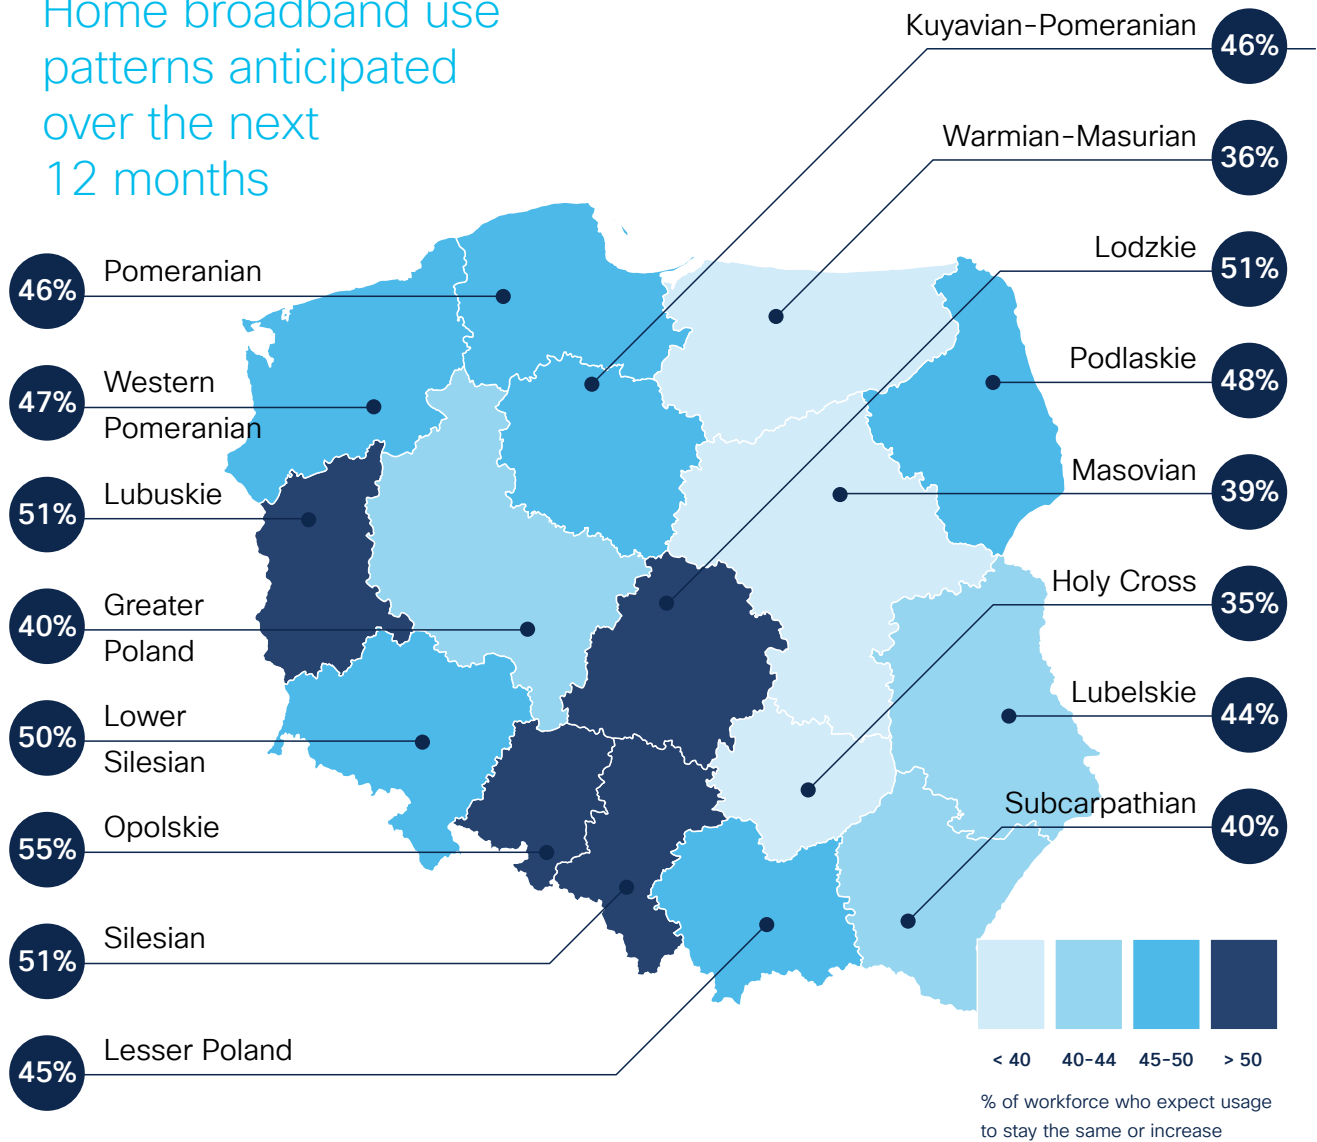 Home broadband use
patterns anticipated
over the next
12 months
46%
Pomeranian
47%
Western
Pomeranian
51%
Lubuskie
40%
Greater
Poland
50%
Lower
Silesian
55%
Opolskie
51%
Silesian
45%
Lesser Poland
Kuyavian-Pomeranian
46%
Warmian-Masurian
36%
Lodzkie
51%
Podlaskie
48%
Masovian
39%
Holy Cross
35%
Lubelskie
44%
Subcarpathian
40%
< 40
40-44
45-50
> 50
% of workforce who expect usage
to stay the same or increase